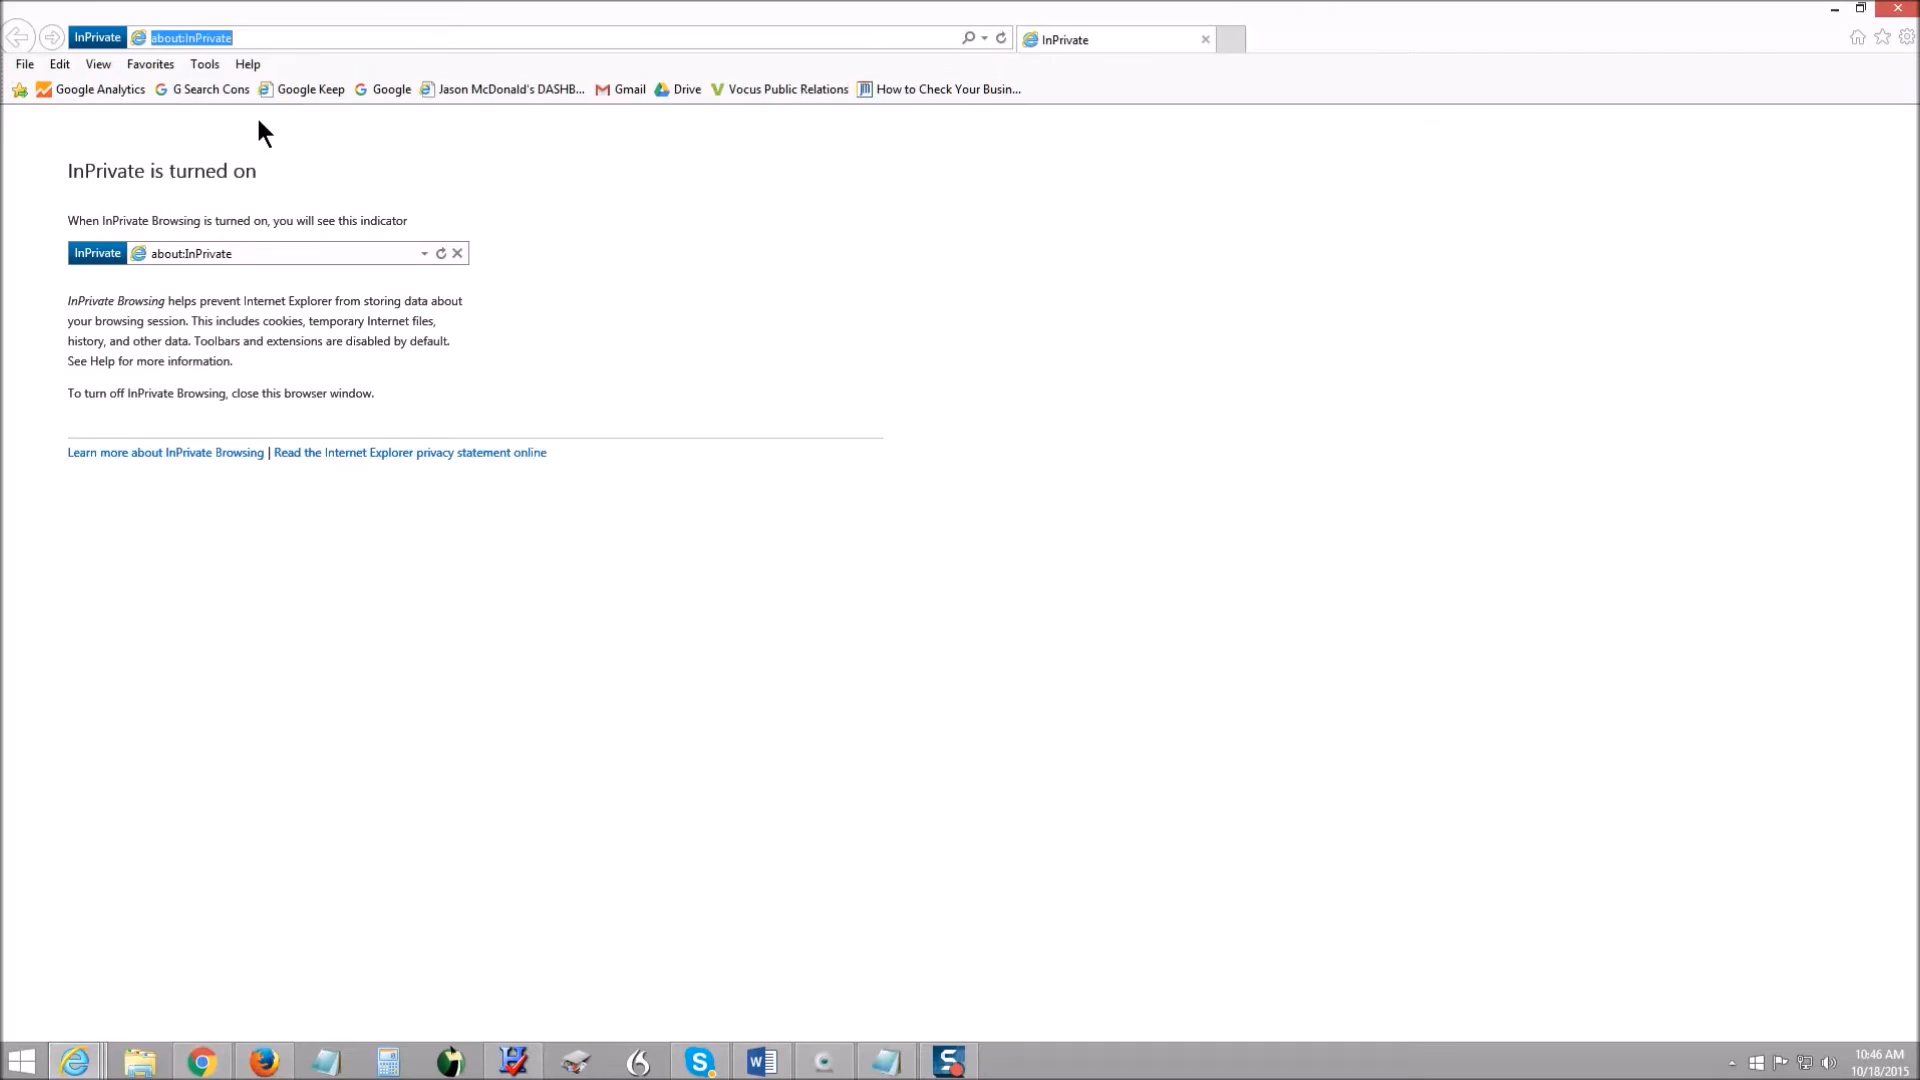 InPrivate about:InPrivate InPrivate
File Edit View Favorites Tools Help
Google Analytics G Search Cons Google Keep Google Jason McDonald's DASHB... Gmail Drive Vocus Public Relations How to Check Your Busin...
InPrivate is turned on
When InPrivate Browsing is turned on, you will see this indicator
InPrivate about:InPrivate
InPrivate Browsing helps prevent Internet Explorer from storing data about
your browsing session. This includes cookies, temporary Internet files,
history, and other data. Toolbars and extensions are disabled by default.
See Help for more information.
To turn off InPrivate Browsing, close this browser window.
Learn more about InPrivate Browsing | Read the Internet Explorer privacy statement online
10:46 AM
10/18/2015